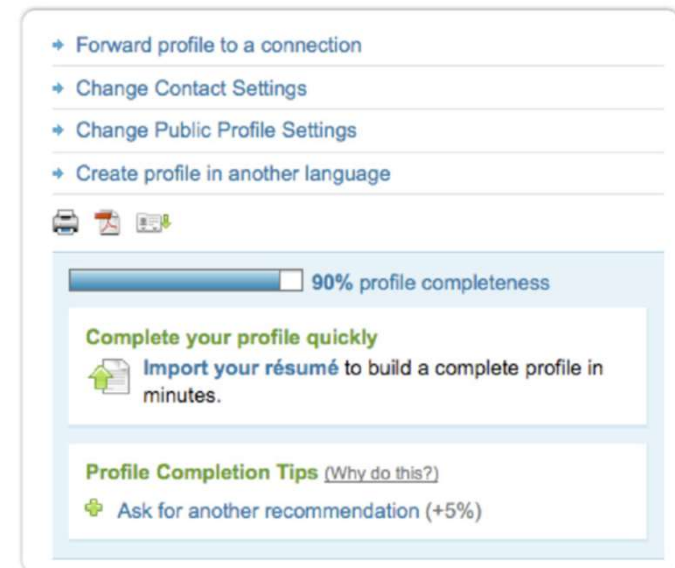 Forward profile to a connection
Change Contact Settings
Change Public Profile Settings
Create profile in another language
90% profile completeness
Complete your profile quickly
Import your résumé to build a complete profile in
minutes.
Profile Completion Tips (Why do this?)
Ask for another recommendation (+5%)